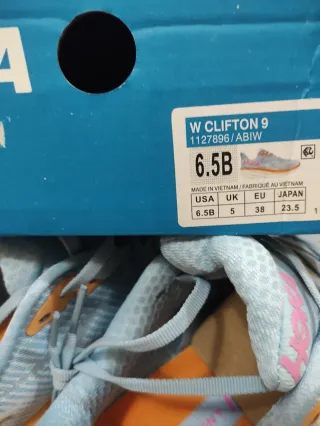 A
W CLIFTON 9
1127896/ABIW
6.5B
MADE IN VIETNAM / FABRIQUÉ AU VIETNAM
USA UK EU JAPAN
6.5B 5 38 23.5